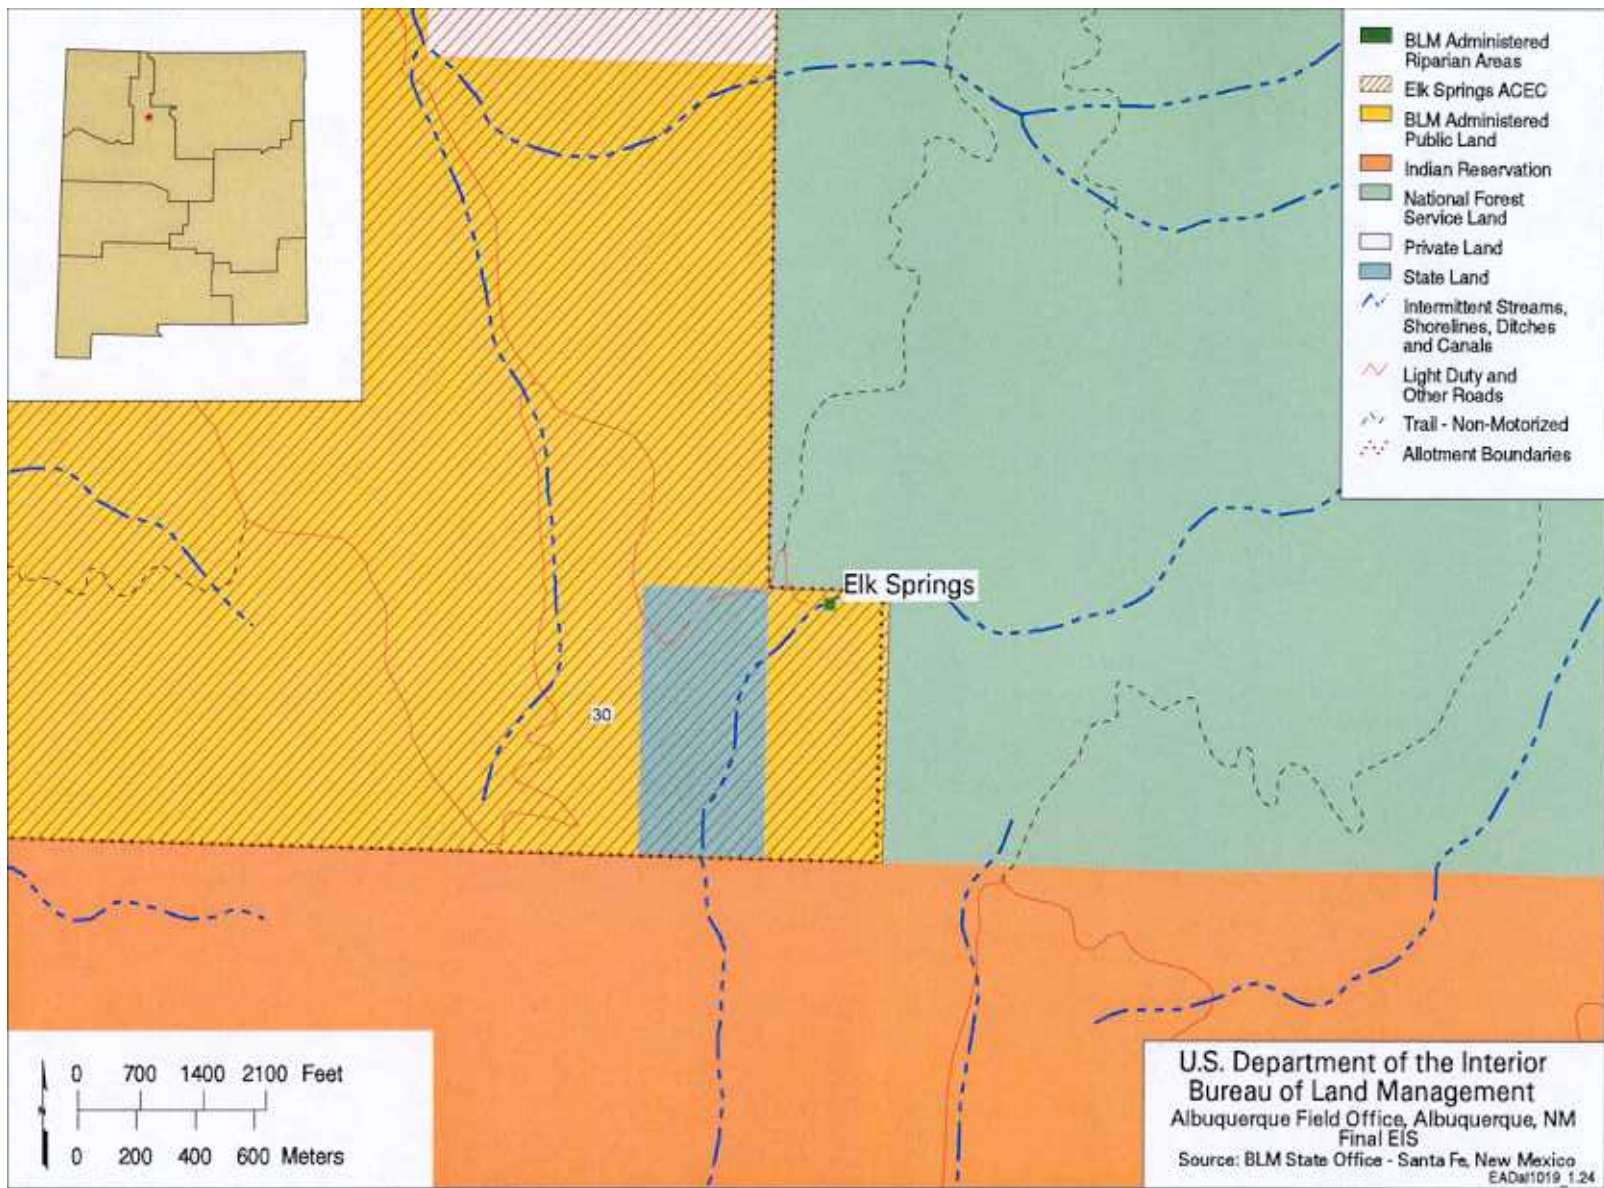 BLM Administered
Riparian Areas
Elk Springs ACEC
BLM Administered
Public Land
Indian Reservation
National Forest
Service Land
Private Land
State Land
Intermittent Streams,
Shorelines, Ditches
and Canals
Light Duty and
Other Roads
Trail - Non-Motorized
Allotment Boundaries
Elk Springs
30
0 700 1400 2100 Feet
0 200 400 600 Meters
U.S. Department of the Interior
Bureau of Land Management
Albuquerque Field Office, Albuquerque, NM
Final EIS
Source: BLM State Office - Santa Fe, New Mexico
EADal1019_1.24